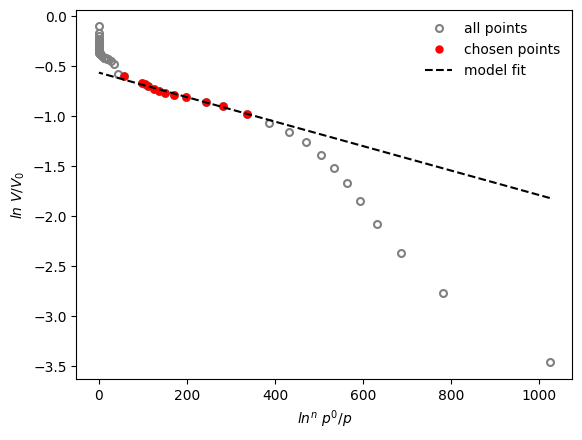 0.0
−0.5
−1.0
−1.5
−2.0
−2.5
−3.0
−3.5
ln V/V₀
all points
chosen points
model fit
0 200 400 600 800 1000
lnⁿ p⁰/p